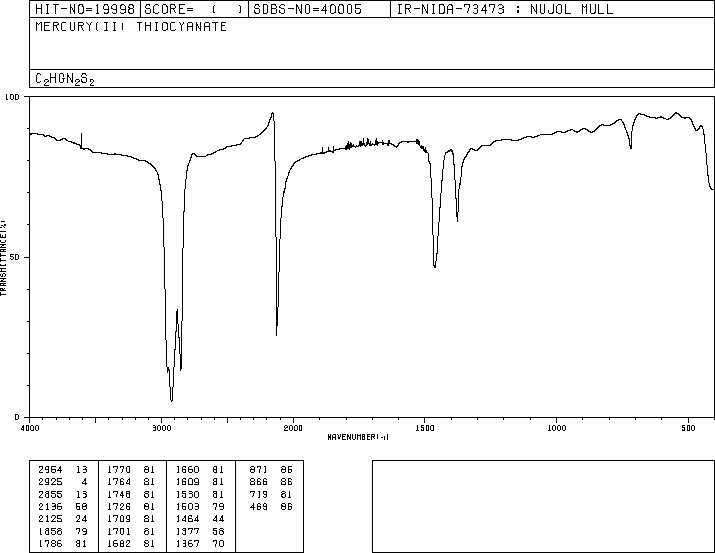 HIT-NO=19998 SCORE= ( ) SDBS-NO=40005 IR-NIDA-73473 : NUJOL MULL
MERCURY(II) THIOCYANATE
C2HGN2S2
100
50
0
TRANSMITTANCE(%)
4000 3000 2000 1500 1000 500
WAVENUMBER(-1)
2954 13 1770 81 1660 81 871 86
2925 4 1764 81 1609 81 866 86
2855 13 1748 81 1530 81 719 81
2136 60 1726 81 1503 79 469 86
2125 24 1709 81 1464 44
1858 79 1701 81 1377 58
1786 81 1682 81 1367 70